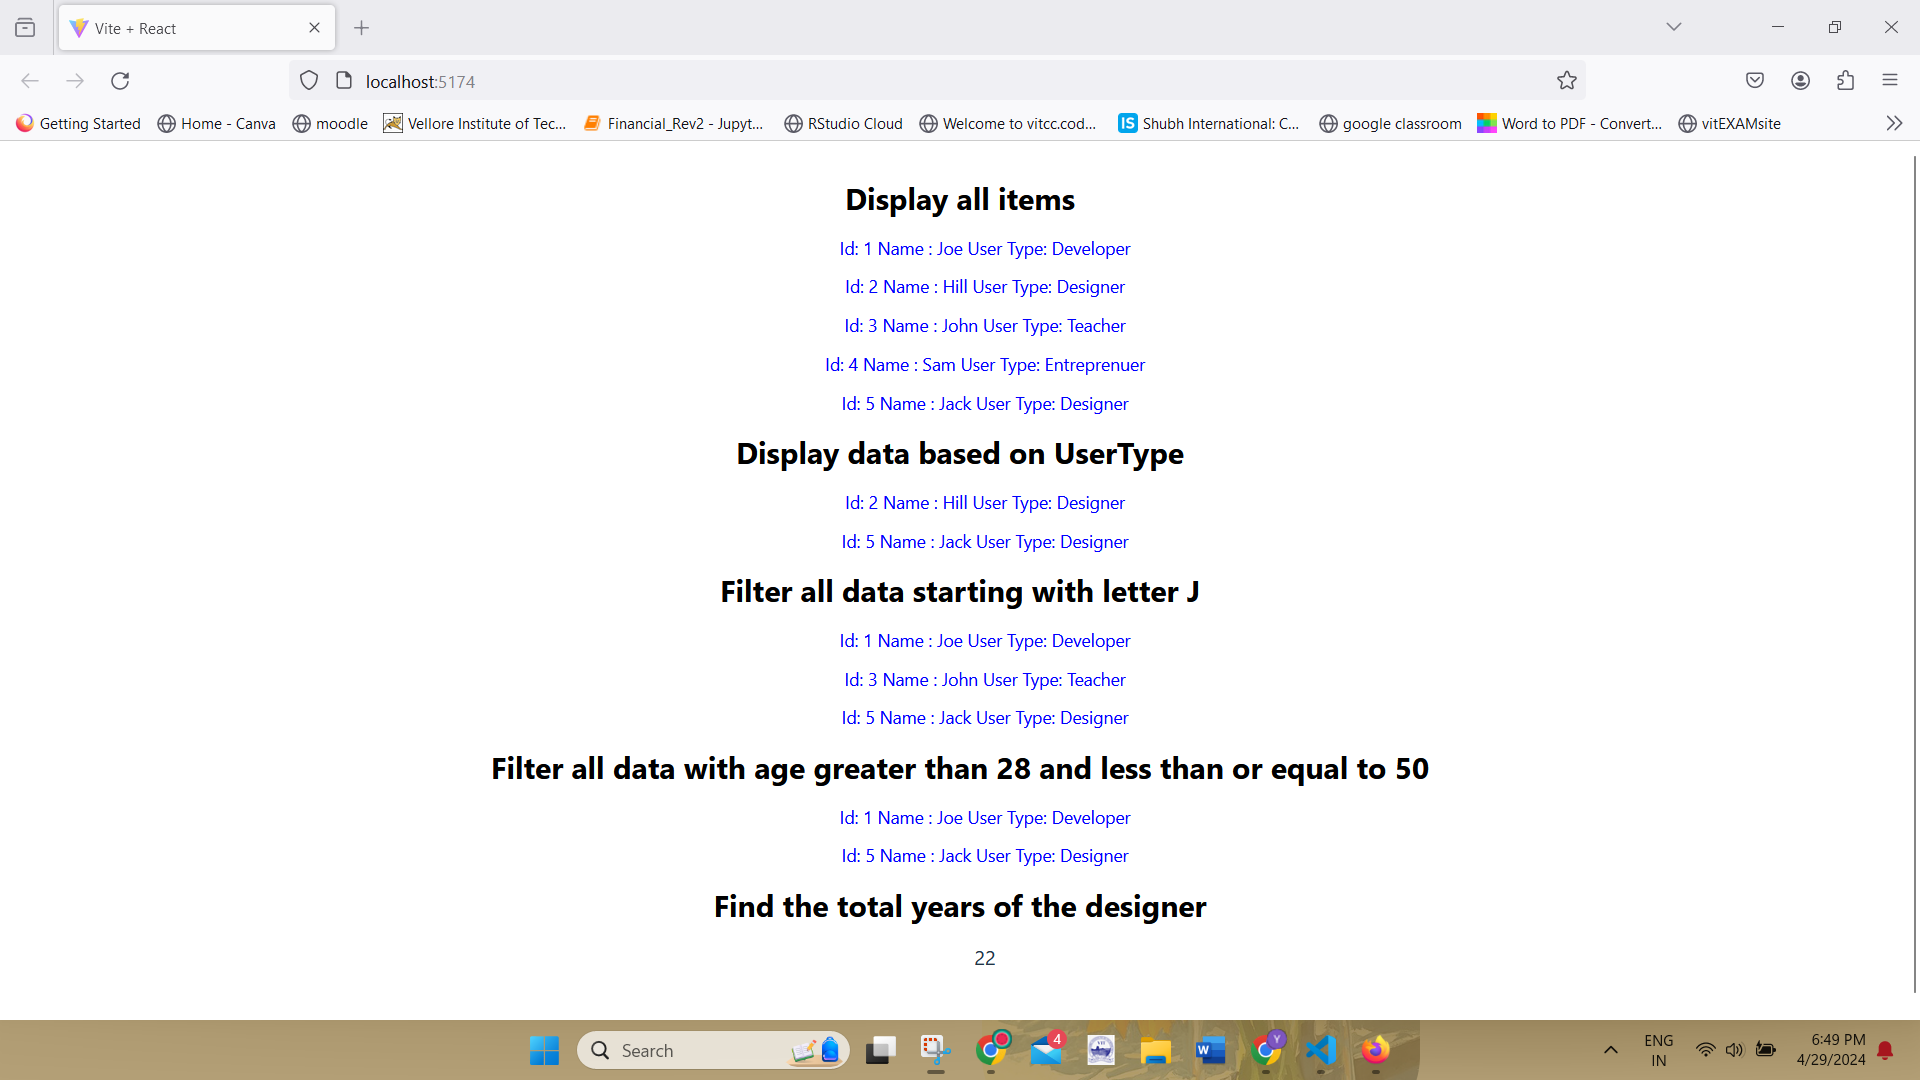 Vite + React
localhost:5174
Getting Started Home - Canva moodle Vellore Institute of Tec... Financial_Rev2 - Jupyt... RStudio Cloud Welcome to vitcc.cod... IS Shubh International: C... google classroom Word to PDF - Convert... vitEXAMsite
Display all items
Id: 1 Name : Joe User Type: Developer
Id: 2 Name : Hill User Type: Designer
Id: 3 Name : John User Type: Teacher
Id: 4 Name : Sam User Type: Entreprenuer
Id: 5 Name : Jack User Type: Designer
Display data based on UserType
Id: 2 Name : Hill User Type: Designer
Id: 5 Name : Jack User Type: Designer
Filter all data starting with letter J
Id: 1 Name : Joe User Type: Developer
Id: 3 Name : John User Type: Teacher
Id: 5 Name : Jack User Type: Designer
Filter all data with age greater than 28 and less than or equal to 50
Id: 1 Name : Joe User Type: Developer
Id: 5 Name : Jack User Type: Designer
Find the total years of the designer
22
Search 4 W Y ENG 6:49 PM
IN 4/29/2024